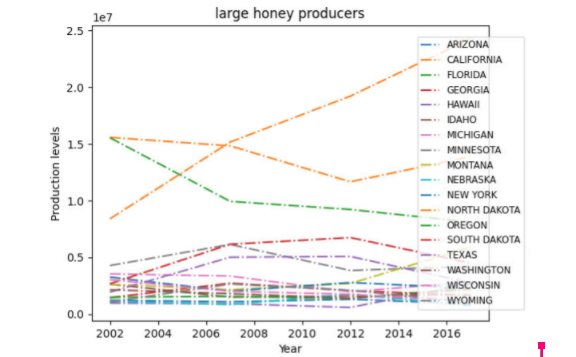 large honey producers
1e7
2.5
2.0
1.5
1.0
0.5
0.0
Production levels
2002 2004 2006 2008 2010 2012 2014 2016
Year
ARIZONA
CALIFORNIA
FLORIDA
GEORGIA
HAWAII
IDAHO
MICHIGAN
MINNESOTA
MONTANA
NEBRASKA
NEW YORK
NORTH DAKOTA
OREGON
SOUTH DAKOTA
TEXAS
WASHINGTON
WISCONSIN
WYOMING